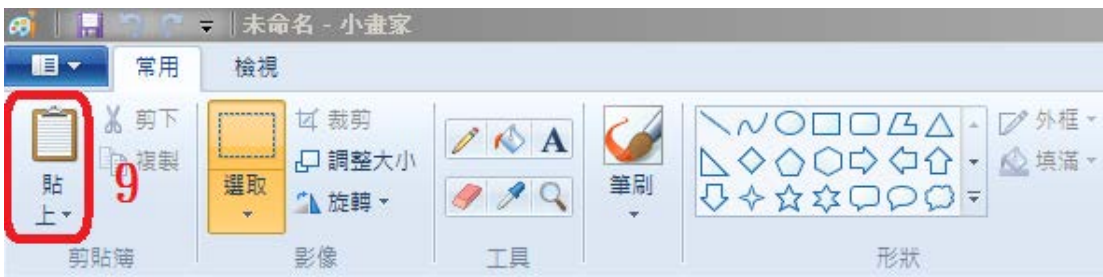 未命名 - 小畫家
常用 檢視
貼上
剪下
複製
9
剪貼簿
選取
裁剪
調整大小
旋轉
影像
A
工具
筆刷
形狀
外框
填滿